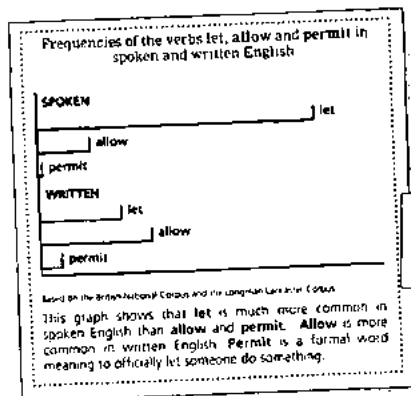 Frequencies of the verbs let, allow and permit in
spoken and written English
SPOKEN
let
allow
permit
WRITTEN
let
allow
permit
Based on the British National Corpus and the Longman Lancaster Corpus
This graph shows that let is much more common in
spoken English than allow and permit. Allow is more
common in written English. Permit is a formal word
meaning to officially let someone do something.